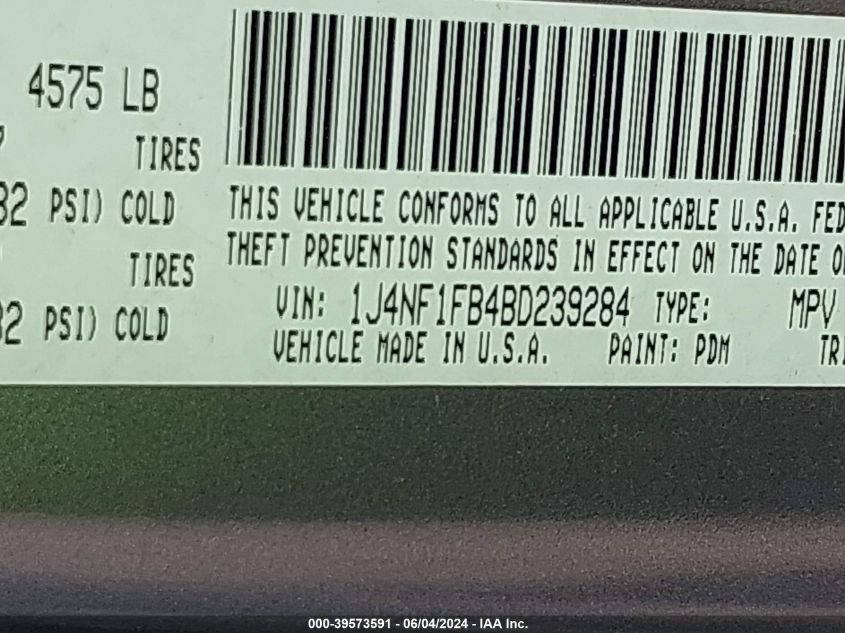 4575 LB
TIRES
32 PSI) COLD
TIRES
32 PSI) COLD
THIS VEHICLE CONFORMS TO ALL APPLICABLE U.S.A. FED
THEFT PREVENTION STANDARDS IN EFFECT ON THE DATE O
VIN: 1J4NF1FB4BD239284 TYPE: MPV
VEHICLE MADE IN U.S.A. PAINT: PDM TRI
000-39573591 - 06/04/2024 - IAA Inc.